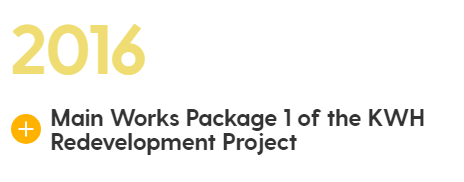 2016
Main Works Package 1 of the KWH
Redevelopment Project